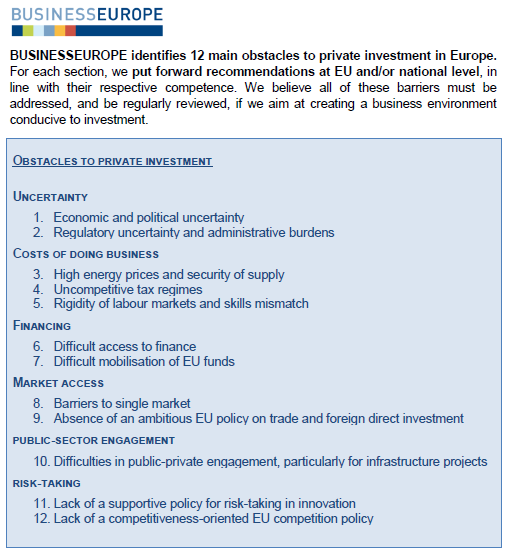 BUSINESSEUROPE
BUSINESSEUROPE identifies 12 main obstacles to private investment in Europe.
For each section, we put forward recommendations at EU and/or national level, in
line with their respective competence. We believe all of these barriers must be
addressed, and be regularly reviewed, if we aim at creating a business environment
conducive to investment.
OBSTACLES TO PRIVATE INVESTMENT
UNCERTAINTY
1. Economic and political uncertainty
2. Regulatory uncertainty and administrative burdens
COSTS OF DOING BUSINESS
3. High energy prices and security of supply
4. Uncompetitive tax regimes
5. Rigidity of labour markets and skills mismatch
FINANCING
6. Difficult access to finance
7. Difficult mobilisation of EU funds
MARKET ACCESS
8. Barriers to single market
9. Absence of an ambitious EU policy on trade and foreign direct investment
PUBLIC-SECTOR ENGAGEMENT
10. Difficulties in public-private engagement, particularly for infrastructure projects
RISK-TAKING
11. Lack of a supportive policy for risk-taking in innovation
12. Lack of a competitiveness-oriented EU competition policy